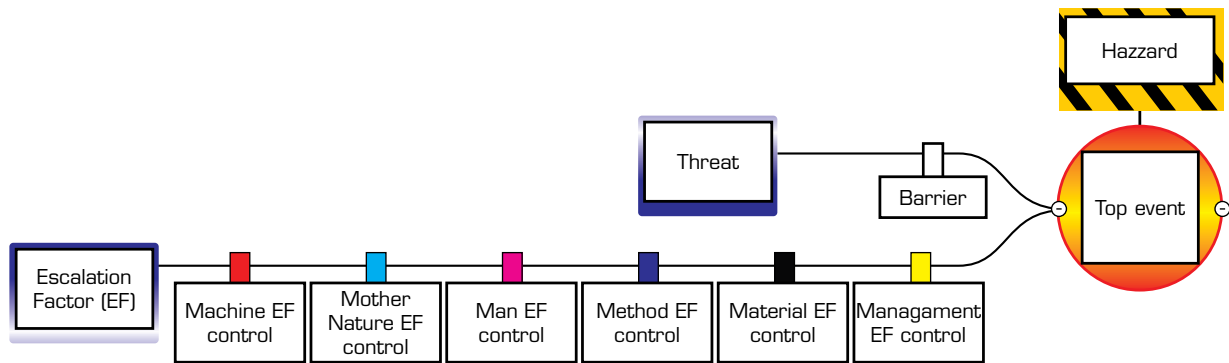 Hazzard
Threat
Barrier
Top event
Escalation
Factor (EF)
Machine EF
control
Mother
Nature EF
control
Man EF
control
Method EF
control
Material EF
control
Managament
EF control